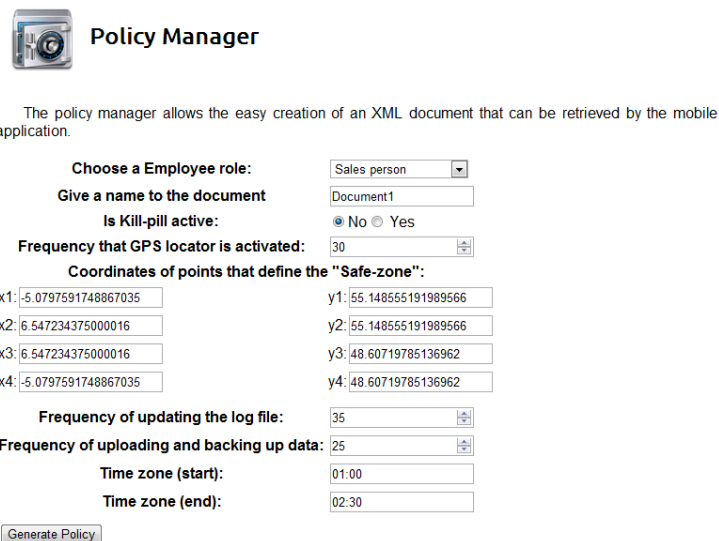 Policy Manager
The policy manager allows the easy creation of an XML document that can be retrieved by the mobile
application.
Choose a Employee role: Sales person
Give a name to the document Document1
Is Kill-pill active: No Yes
Frequency that GPS locator is activated: 30
Coordinates of points that define the "Safe-zone":
x1: -5.0797591748867035 y1: 55.148555191989566
x2: 6.547234375000016 y2: 55.148555191989566
x3: 6.547234375000016 y3: 48.60719785136962
x4: -5.0797591748867035 y4: 48.60719785136962
Frequency of updating the log file: 35
Frequency of uploading and backing up data: 25
Time zone (start): 01:00
Time zone (end): 02:30
Generate Policy